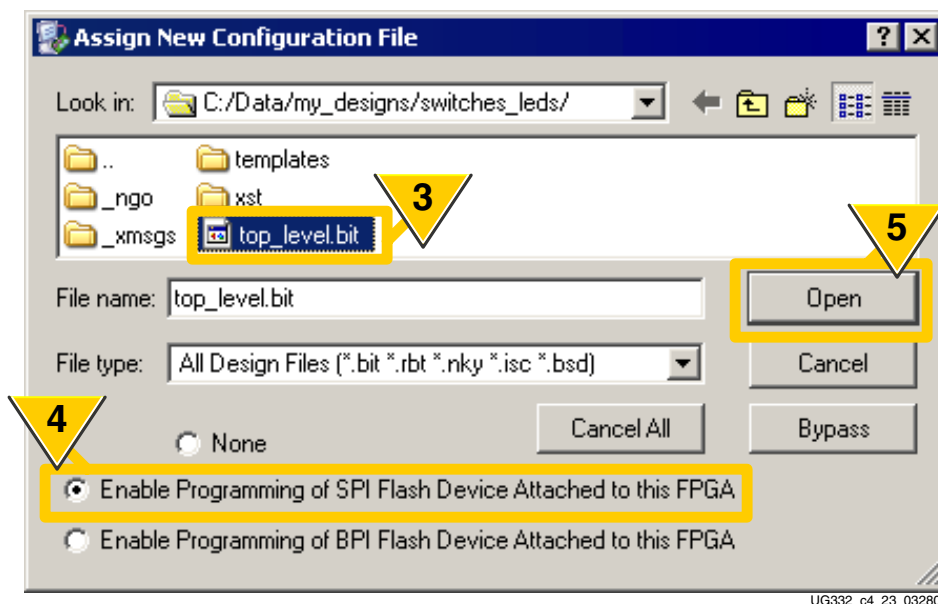 Assign New Configuration File
Look in: C:/Data/my_designs/switches_leds/
.. templates
_ngo xst
3
_xmsgs top_level.bit
5
File name: top_level.bit Open
File type: All Design Files (*.bit *.rbt *.nky *.isc *.bsd) Cancel
4
None Cancel All Bypass
Enable Programming of SPI Flash Device Attached to this FPGA
Enable Programming of BPI Flash Device Attached to this FPGA
UG332_c4_23_03280